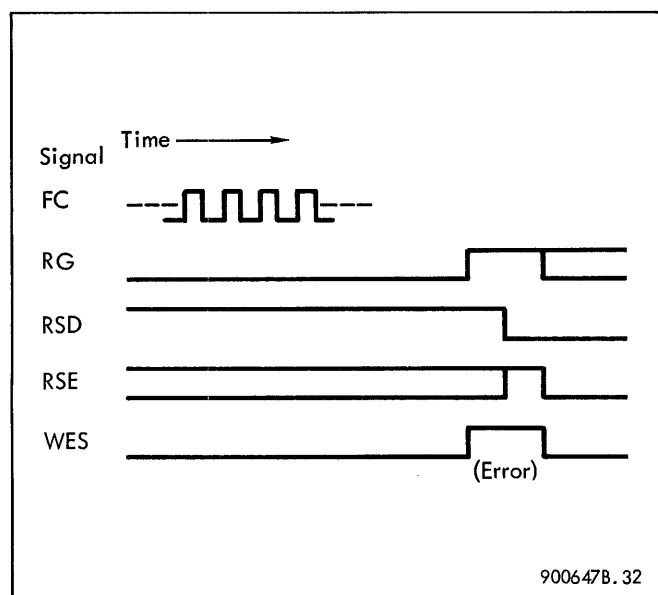 Time
Signal
FC
RG
RSD
RSE
WES
(Error)
900647B.32